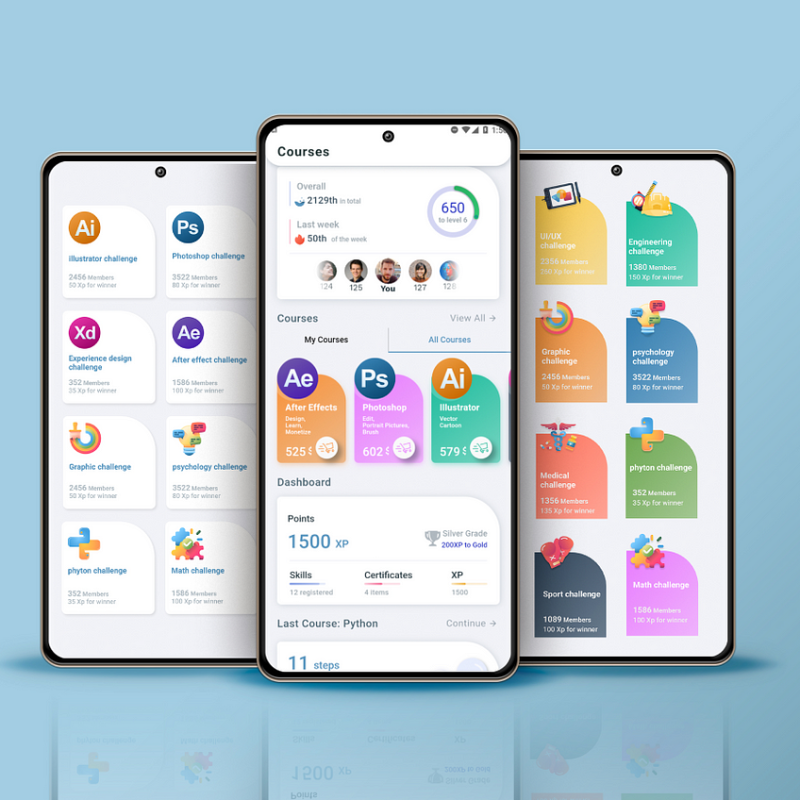 Ai
Illustrator challenge
2456 Members
50 Xp for winner
Ps
Photoshop challenge
3522 Members
80 Xp for winner
Xd
Experience design
challenge
352 Members
35 Xp for winner
Ae
After effect challenge
1586 Members
100 Xp for winner
Graphic challenge
2456 Members
50 Xp for winner
psychology challenge
3522 Members
80 Xp for winner
phyton challenge
352 Members
35 Xp for winner
Math challenge
1586 Members
100 Xp for winner
Courses
Overall
2129th in total
Last week
50th of the week
650
to level 6
124
125
You
127
128
Courses
View All →
My Courses
All Courses
Ae
After Effects
Design,
Learn,
Monetize
525 $
Ps
Photoshop
Edit,
Portrait Pictures,
Brush
602 $
Ai
Illustrator
Vector
Cartoon
579 $
Dashboard
Points
1500 XP
Silver Grade
200XP to Gold
Skills
12 registered
Certificates
4 items
XP
1500
Last Course: Python
Continue →
11 steps
UI/UX
challenge
Members
Xp for winner
Engineering
challenge
1380 Members
150 Xp for winner
Graphic
challenge
2456 Members
50 Xp for winner
psychology
challenge
3522 Members
80 Xp for winner
Medical
challenge
1356 Members
135 Xp for winner
phyton challenge
352 Members
35 Xp for winner
Sport challenge
1089 Members
100 Xp for winner
Math challenge
1586 Members
100 Xp for winner